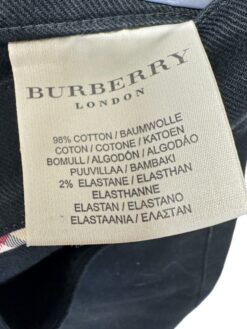 BURBERRY
LONDON
98% COTTON / BAUMWOLLE
COTON / COTONE / KATOEN
BOMULL / ALGODÓN / ALGODÃO
PUUVILLAA / BAMBAKI
2% ELASTANE / ELASTHAN
ELASTHANNE
ELASTAN / ELASTANO
ELASTAANIA / ΕΛΑΣΤΑΝ